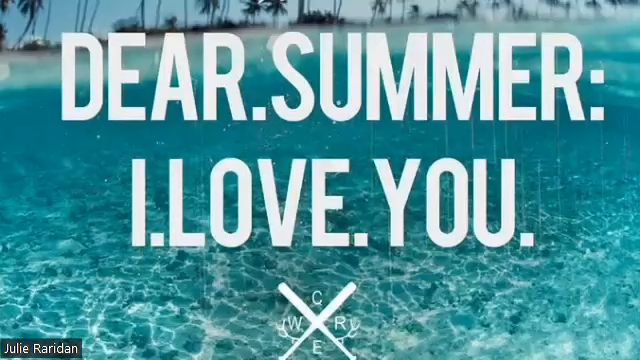 DEAR.SUMMER:
I.LOVE.YOU.
C
W R
E
Julie Raridan